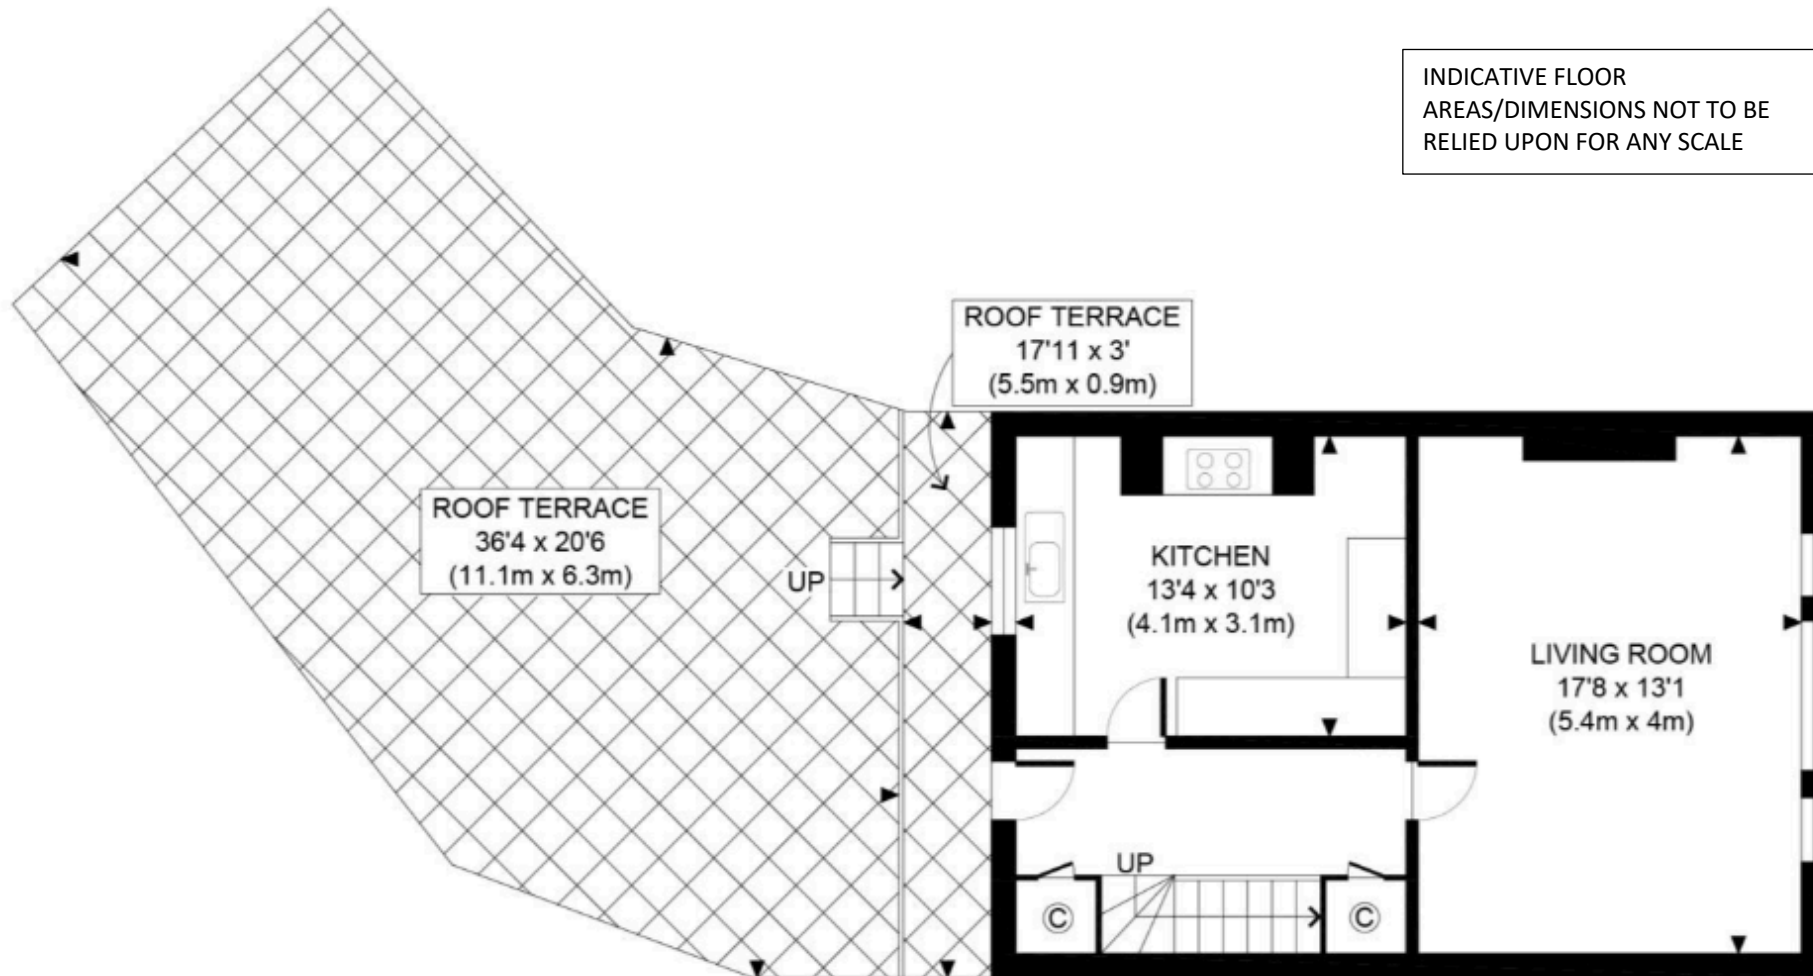 INDICATIVE FLOOR
AREAS/DIMENSIONS NOT TO BE
RELIED UPON FOR ANY SCALE
ROOF TERRACE
17'11 x 3'
(5.5m x 0.9m)
ROOF TERRACE
36'4 x 20'6
(11.1m x 6.3m)
UP
KITCHEN
13'4 x 10'3
(4.1m x 3.1m)
LIVING ROOM
17'8 x 13'1
(5.4m x 4m)
UP
C
C